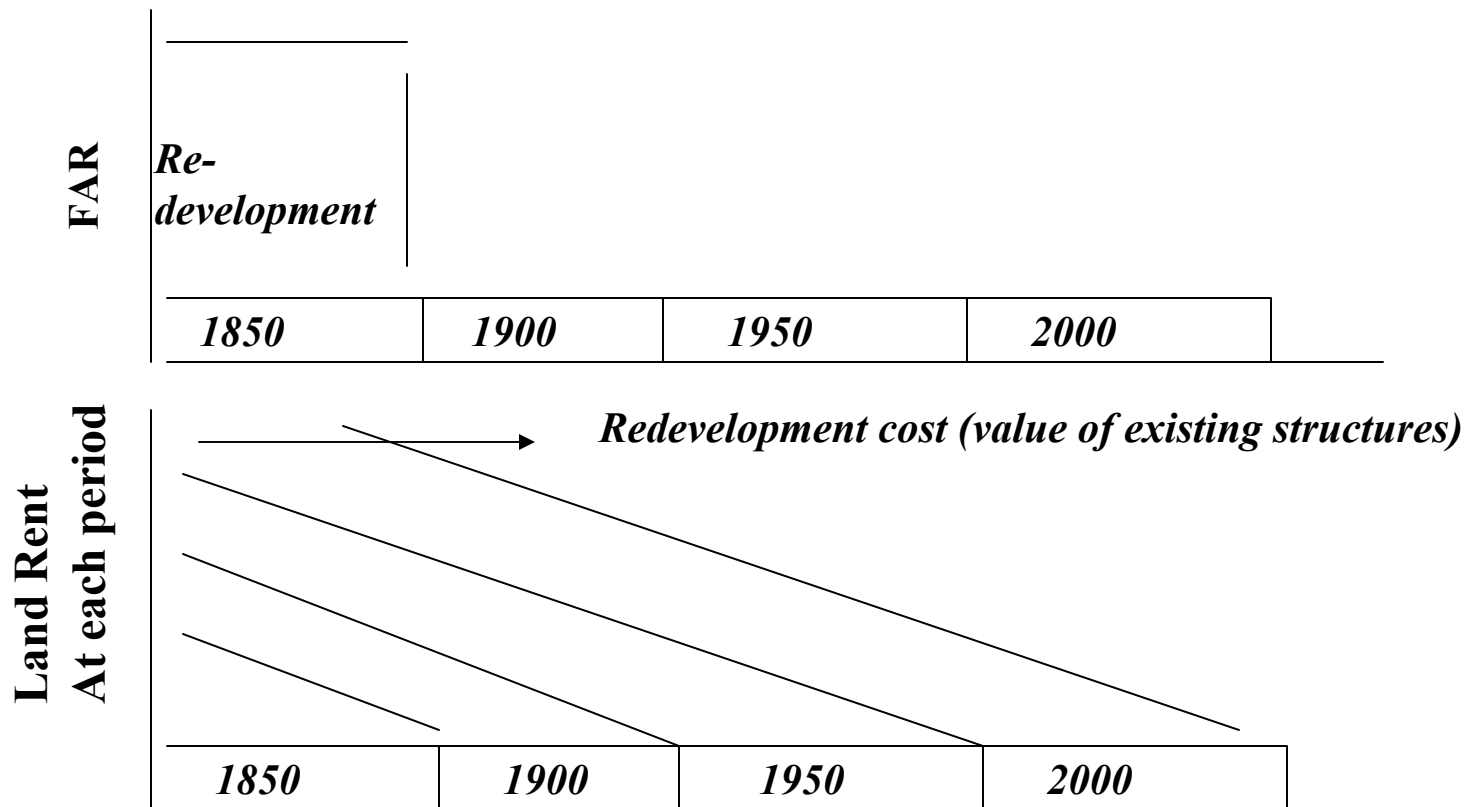 FAR
Re-
development
1850 1900 1950 2000
Land Rent
At each period
Redevelopment cost (value of existing structures)
1850 1900 1950 2000